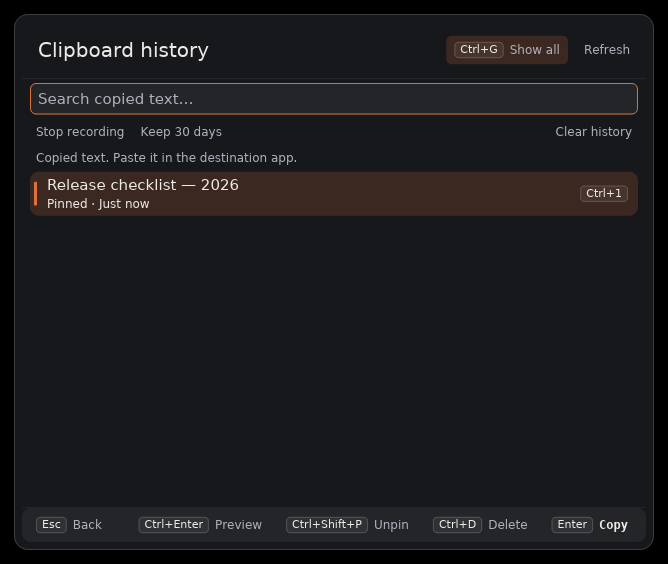 Clipboard history Ctrl+G Show all Refresh
Search copied text...
Stop recording Keep 30 days Clear history
Copied text. Paste it in the destination app.
Release checklist — 2026
Pinned · Just now Ctrl+1
Esc Back Ctrl+Enter Preview Ctrl+Shift+P Unpin Ctrl+D Delete Enter Copy